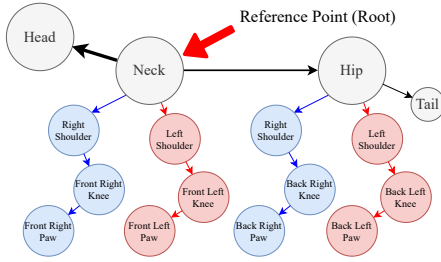 Reference Point (Root)
Head
Neck
Hip
Tail
Right
Shoulder
Left
Shoulder
Right
Shoulder
Left
Shoulder
Front Right
Knee
Front Left
Knee
Back Right
Knee
Back Left
Knee
Front Right
Paw
Front Left
Paw
Back Right
Paw
Back Left
Paw